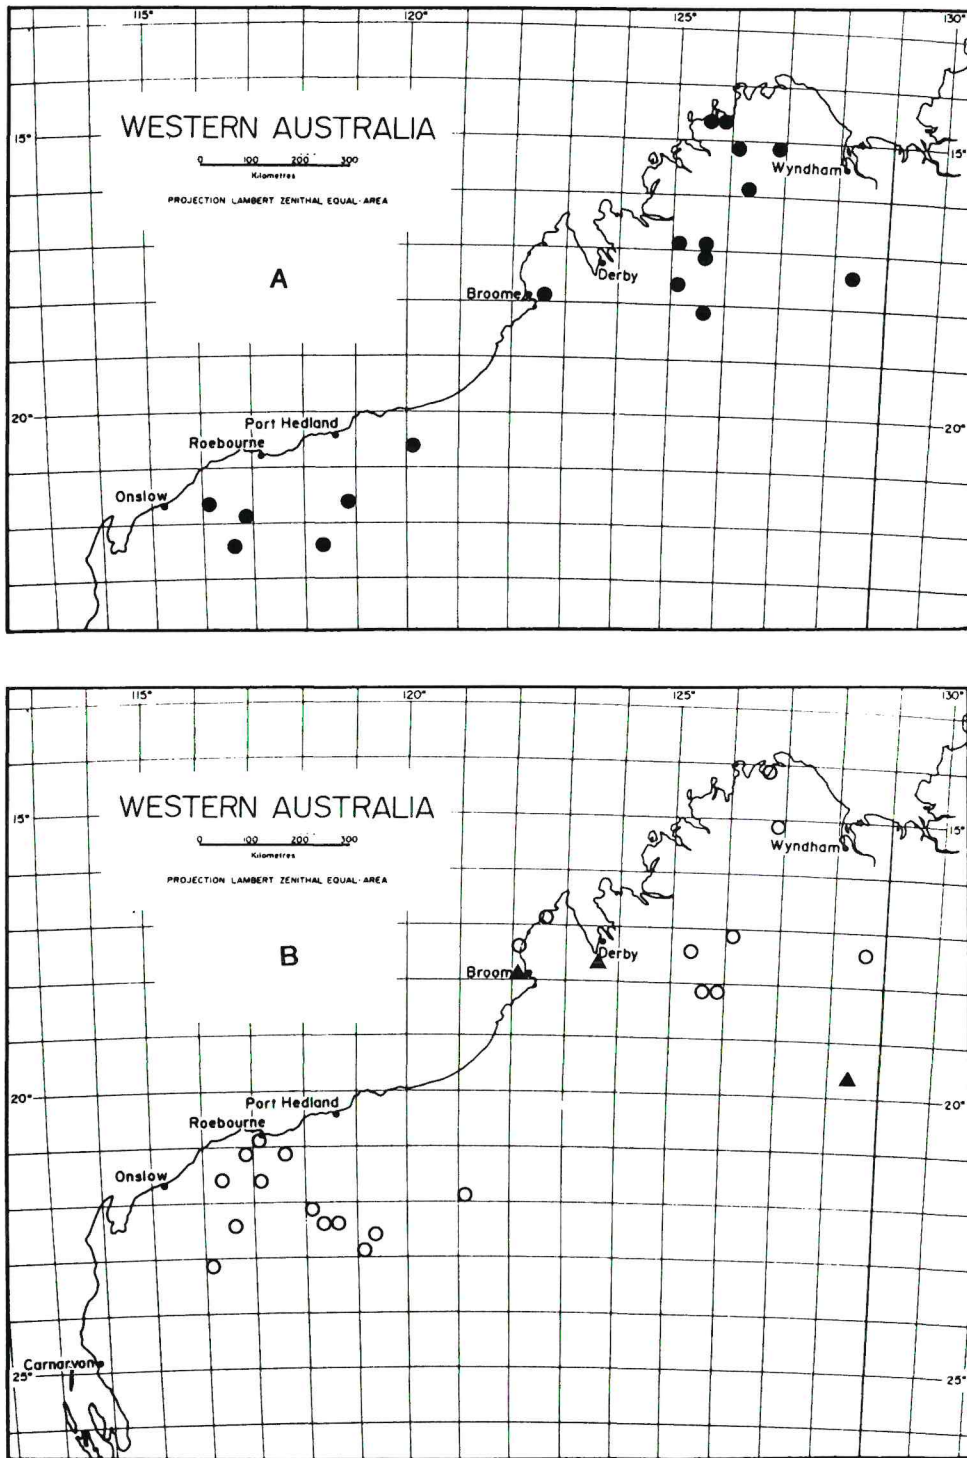 115° 120° 125° 130°
WESTERN AUSTRALIA
0 100 200 300
Kilometres
PROJECTION LAMBERT ZENITHAL EQUAL-AREA
A
15° 15°
Wyndham
Derby
Broome
20° 20°
Port Hedland
Roebourne
Onslow
115° 120° 125° 130°
WESTERN AUSTRALIA
0 100 200 300
Kilometres
PROJECTION LAMBERT ZENITHAL EQUAL-AREA
B
15° 15°
Wyndham
Derby
Broome
20° 20°
Port Hedland
Roebourne
Onslow
Carnarvon
25° 25°